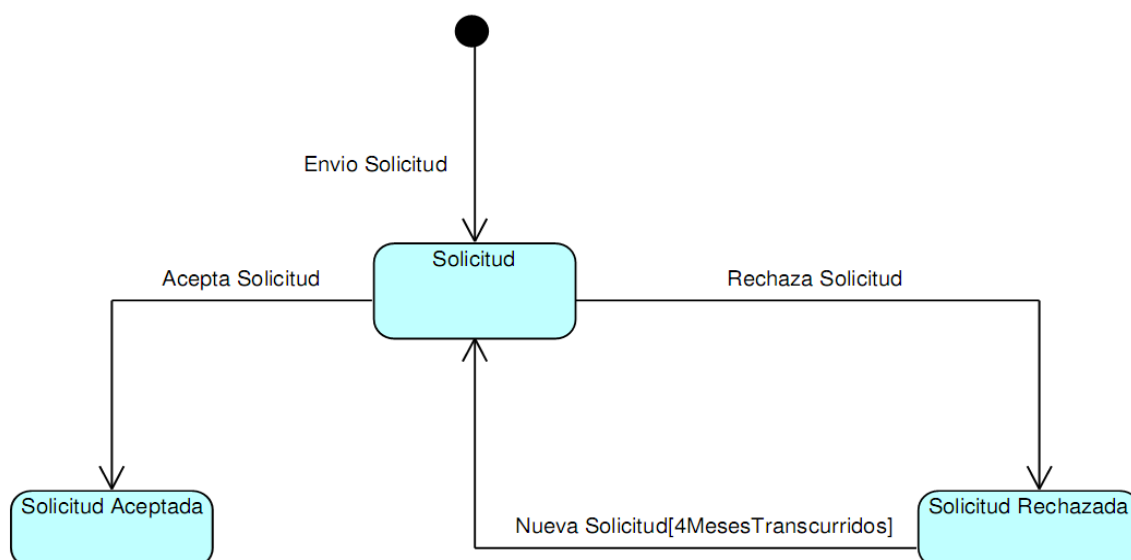 Envio Solicitud
Solicitud
Acepta Solicitud
Rechaza Solicitud
Solicitud Aceptada
Solicitud Rechazada
Nueva Solicitud[4MesesTranscurridos]